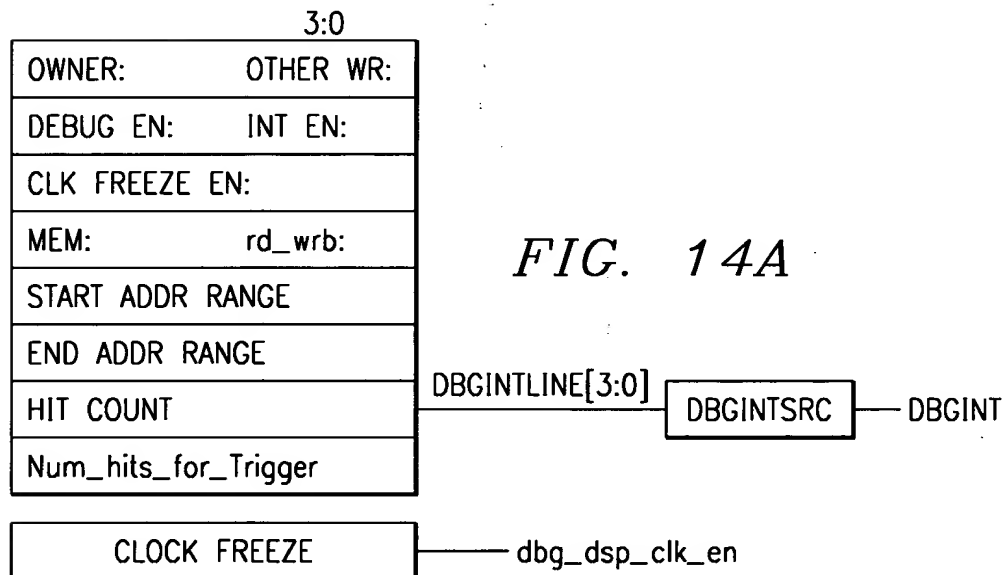 3:0
OWNER: OTHER WR:
DEBUG EN: INT EN:
CLK FREEZE EN:
MEM: rd_wrb:
START ADDR RANGE
END ADDR RANGE
HIT COUNT
Num_hits_for_Trigger
DBGINTLINE[3:0]
DBGINTSRC
DBGINT
CLOCK FREEZE
dbg_dsp_clk_en
FIG. 14A